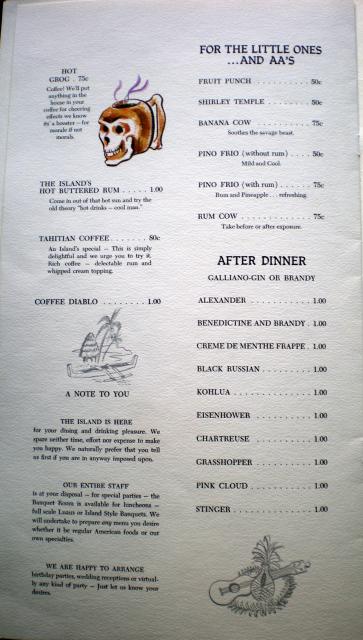 HOT
GROG . 75c
Coffee! We'll put
anything in the
house in your
coffee for cheering
effects we know
its' a booster — for
morale if not
morals.
THE ISLAND'S
HOT BUTTERED RUM . . . . . 1.00
Come in out of that hot sun and try the
old theory "hot drinks — cool man."
TAHITIAN COFFEE . . . . . . . 80c
An Island's special — This is simply
delightful and we urge you to try it.
Rich coffee — delectable rum and
whipped cream topping.
COFFEE DIABLO . . . . . . . . 1.00
A NOTE TO YOU
THE ISLAND IS HERE
for your dining and drinking pleasure. We
spare neither time, effort nor expense to make
you happy. We naturally prefer that you tell
us first if you are in anyway imposed upon.
OUR ENTIRE STAFF
is at your disposal — for special parties — the
Banquet Room is available for luncheons —
full scale Luaus or Island Style Banquets. We
will undertake to prepare any menu you desire
whether it be regular American foods or our
own specialties.
WE ARE HAPPY TO ARRANGE
birthday parties, wedding receptions or virtual-
ly any kind of party — Just let us know your
desires.
FOR THE LITTLE ONES
...AND AA'S
FRUIT PUNCH . . . . . . . . . . . 50c
SHIRLEY TEMPLE . . . . . . . . . 50c
BANANA COW . . . . . . . . . . . 75c
Soothes the savage beast.
PINO FRIO (without rum) . . . . . 50c
Mild and Cool.
PINO FRIO (with rum) . . . . . . . 75c
Rum and Pineapple . . . refreshing.
RUM COW . . . . . . . . . . . . . 75c
Take before or after exposure.
AFTER DINNER
GALLIANO-GIN OR BRANDY
ALEXANDER . . . . . . . . . . . . 1.00
BENEDICTINE AND BRANDY . 1.00
CREME DE MENTHE FRAPPE . 1.00
BLACK RUSSIAN . . . . . . . . . . 1.00
KOHLUA . . . . . . . . . . . . . . 1.00
EISENHOWER . . . . . . . . . . . 1.00
CHARTREUSE . . . . . . . . . . . 1.00
GRASSHOPPER . . . . . . . . . . . 1.00
PINK CLOUD . . . . . . . . . . . . 1.00
STINGER . . . . . . . . . . . . . . 1.00